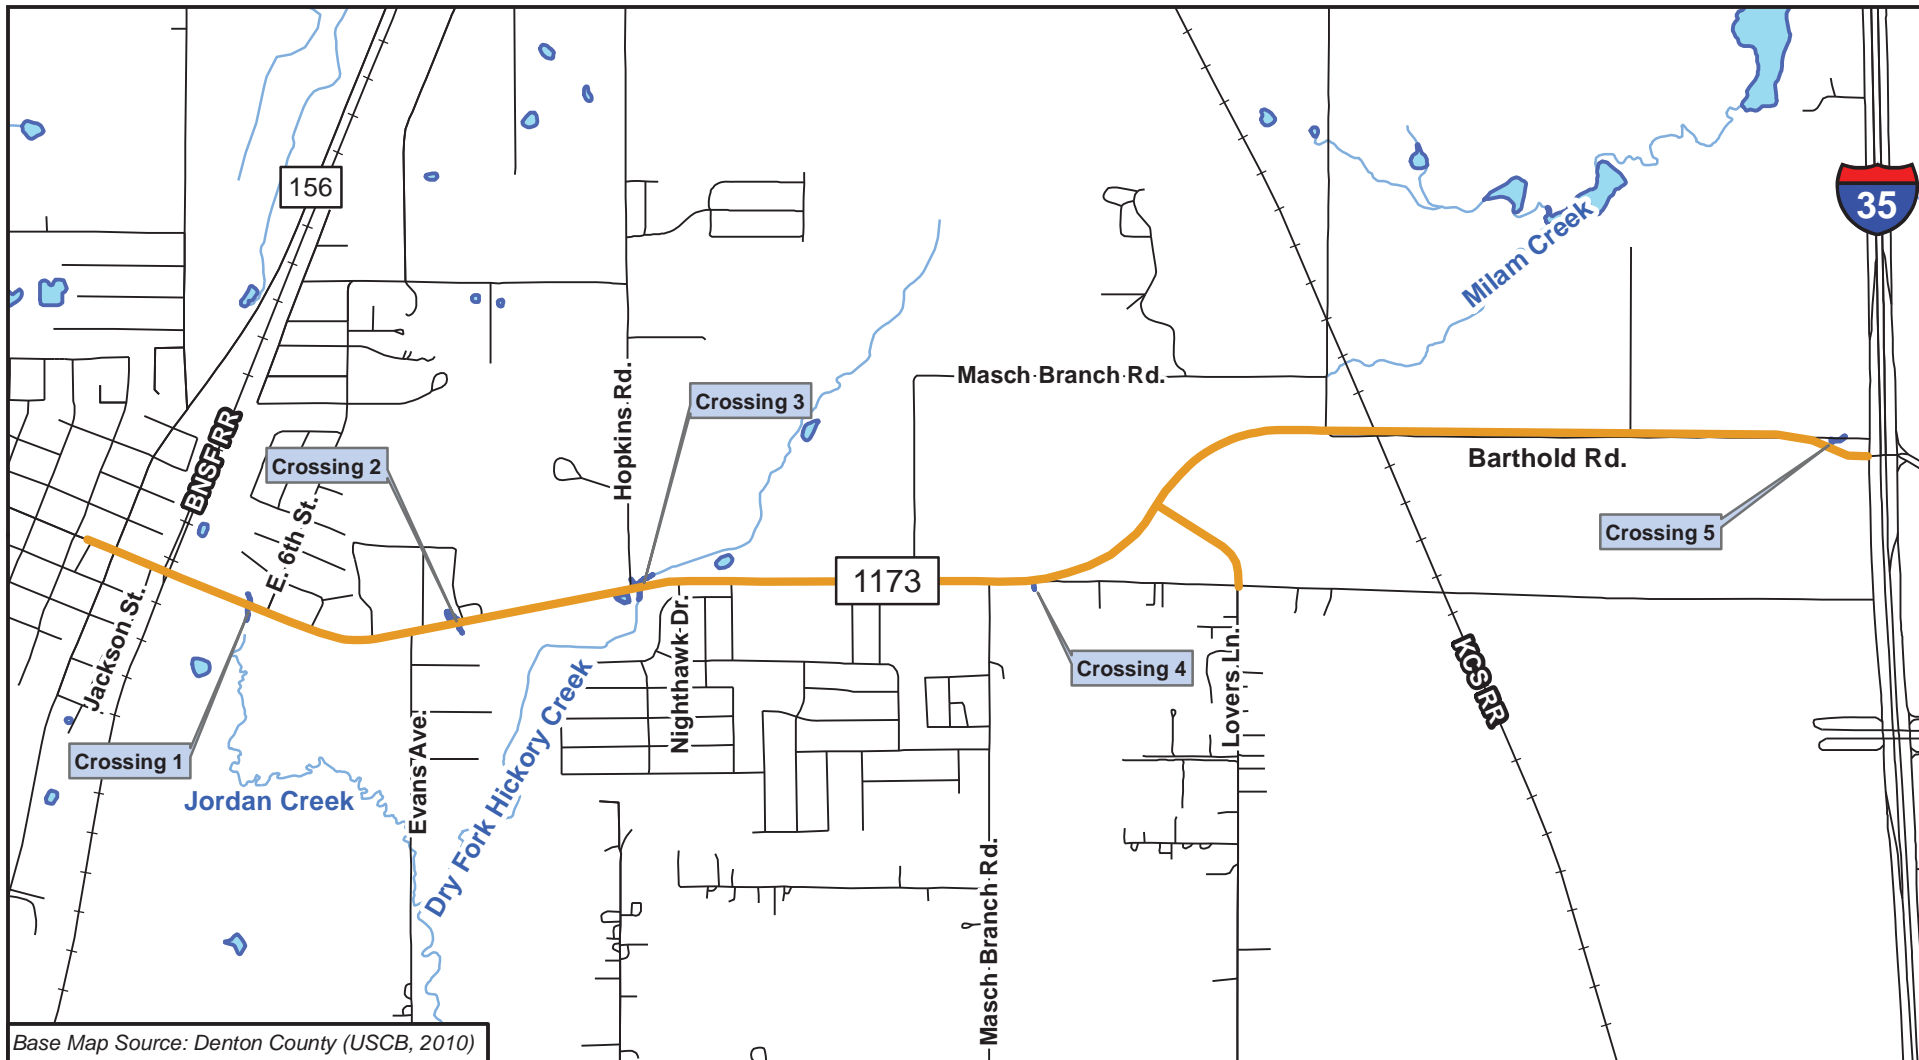 156
35
Milam Creek
Masch Branch Rd.
Hopkins Rd.
Crossing 3
BNSF RR
Crossing 2
Barthold Rd.
E. 6th St.
Crossing 5
1173
Jackson St.
Nighthawk Dr.
Crossing 4
Lovers Ln.
KCS RR
Crossing 1
Evans Ave.
Dry Fork Hickory Creek
Jordan Creek
Masch Branch Rd.
Base Map Source: Denton County (USCB, 2010)